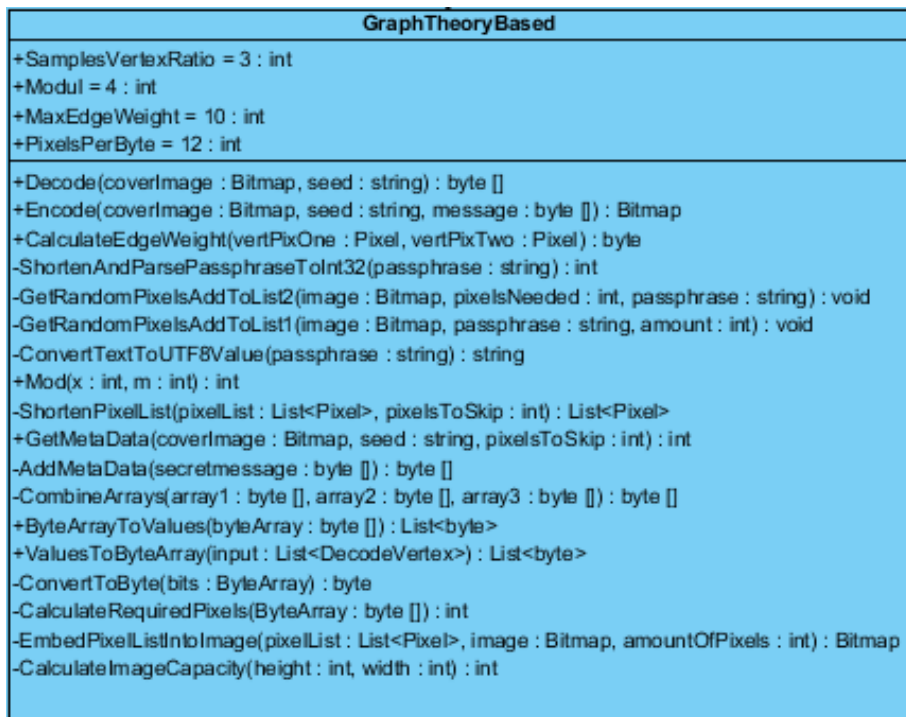 GraphTheoryBased
+SamplesVertexRatio = 3 : int
+Modul = 4 : int
+MaxEdgeWeight = 10 : int
+PixelsPerByte = 12 : int
+Decode(coverImage : Bitmap, seed : string) : byte []
+Encode(coverImage : Bitmap, seed : string, message : byte []) : Bitmap
+CalculateEdgeWeight(vertPixOne : Pixel, vertPixTwo : Pixel) : byte
-ShortenAndParsePassphraseToInt32(passphrase : string) : int
-GetRandomPixelsAddToList2(image : Bitmap, pixelsNeeded : int, passphrase : string) : void
-GetRandomPixelsAddToList1(image : Bitmap, passphrase : string, amount : int) : void
-ConvertTextToUTF8Value(passphrase : string) : string
+Mod(x : int, m : int) : int
-ShortenPixelList(pixelList : List<Pixel>, pixelsToSkip : int) : List<Pixel>
+GetMetaData(coverImage : Bitmap, seed : string, pixelsToSkip : int) : int
-AddMetaData(secretmessage : byte []) : byte []
-CombineArrays(array1 : byte [], array2 : byte [], array3 : byte []) : byte []
+ByteArrayToValues(byteArray : byte []) : List<byte>
+ValuesToByteArray(input : List<DecodeVertex>) : List<byte>
-ConvertToByte(bits : ByteArray) : byte
-CalculateRequiredPixels(ByteArray : byte []) : int
-EmbedPixelListIntoImage(pixelList : List<Pixel>, image : Bitmap, amountOfPixels : int) : Bitmap
-CalculateImageCapacity(height : int, width : int) : int